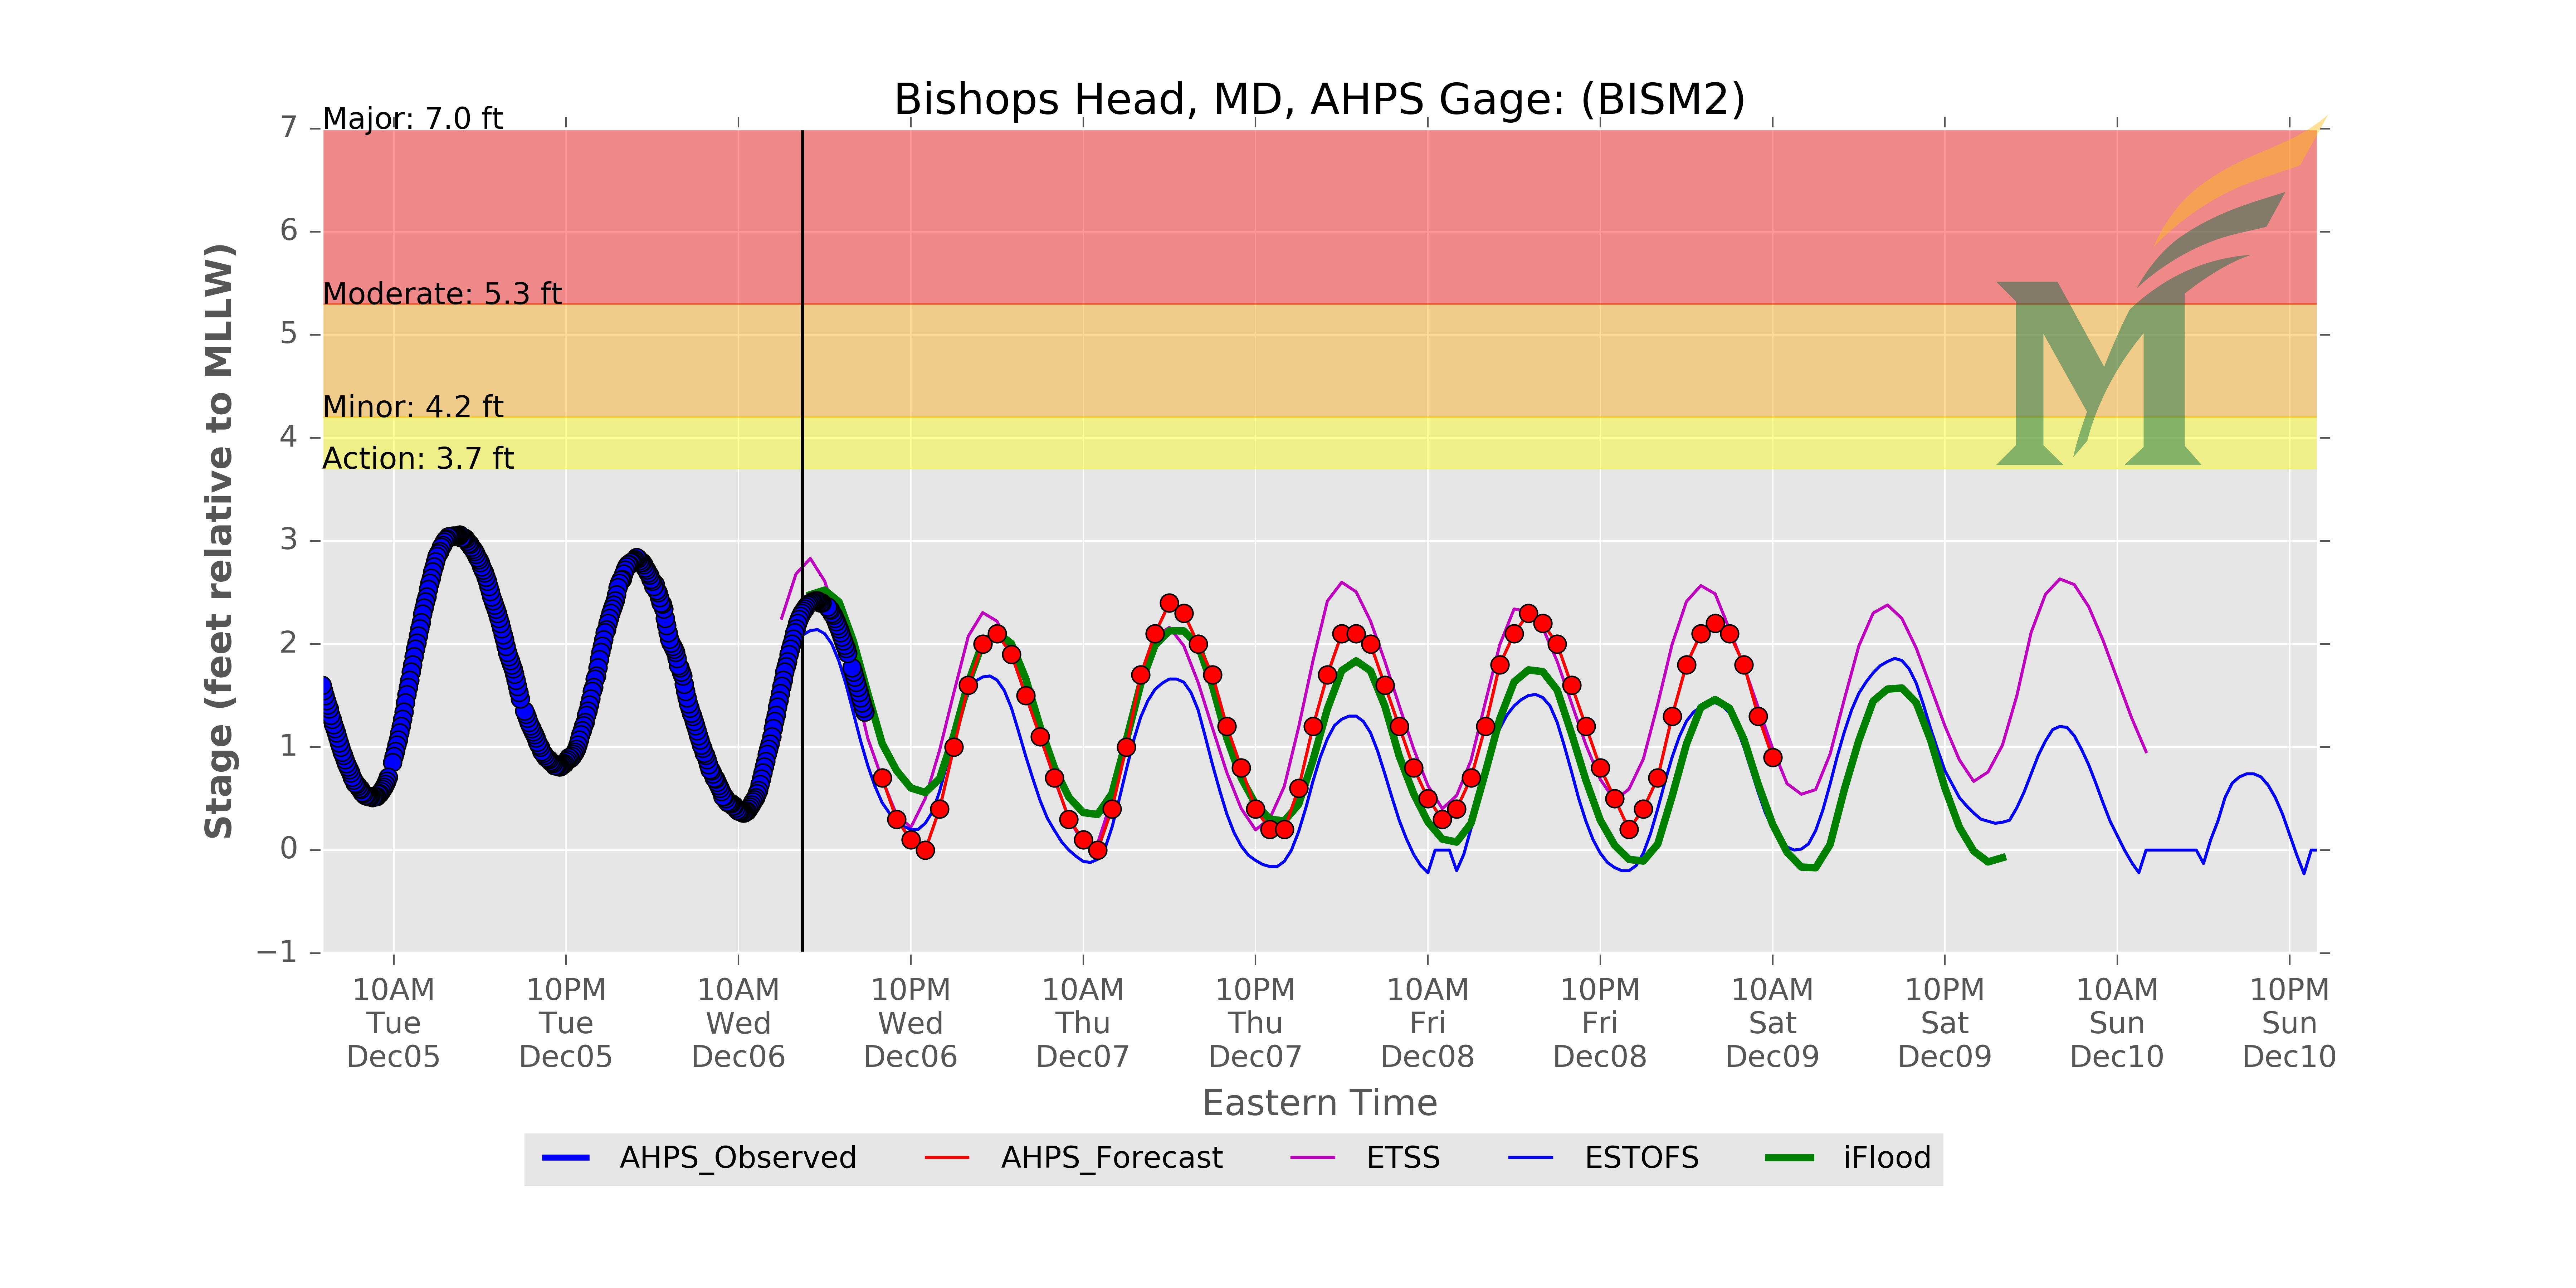 Bishops Head, MD, AHPS Gage: (BISM2)
Major: 7.0 ft
Moderate: 5.3 ft
Minor: 4.2 ft
Action: 3.7 ft
7
6
5
4
3
2
1
0
−1
Stage (feet relative to MLLW)
10AM 10PM 10AM 10PM 10AM 10PM 10AM 10PM 10AM 10PM 10AM 10PM
Tue Tue Wed Wed Thu Thu Fri Fri Sat Sat Sun Sun
Dec05 Dec05 Dec06 Dec06 Dec07 Dec07 Dec08 Dec08 Dec09 Dec09 Dec10 Dec10
Eastern Time
AHPS_Observed AHPS_Forecast ETSS ESTOFS iFlood
M